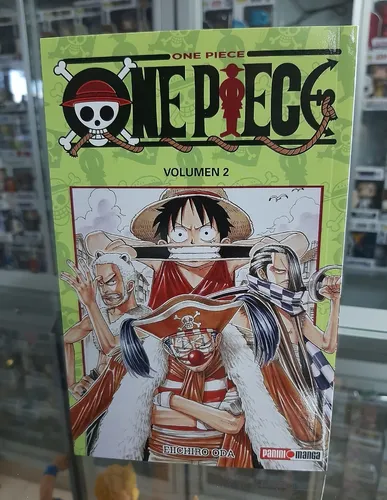 ONE PIECE
ONE PIECE
VOLUMEN 2
EIICHIRO ODA
PANINI MANGA